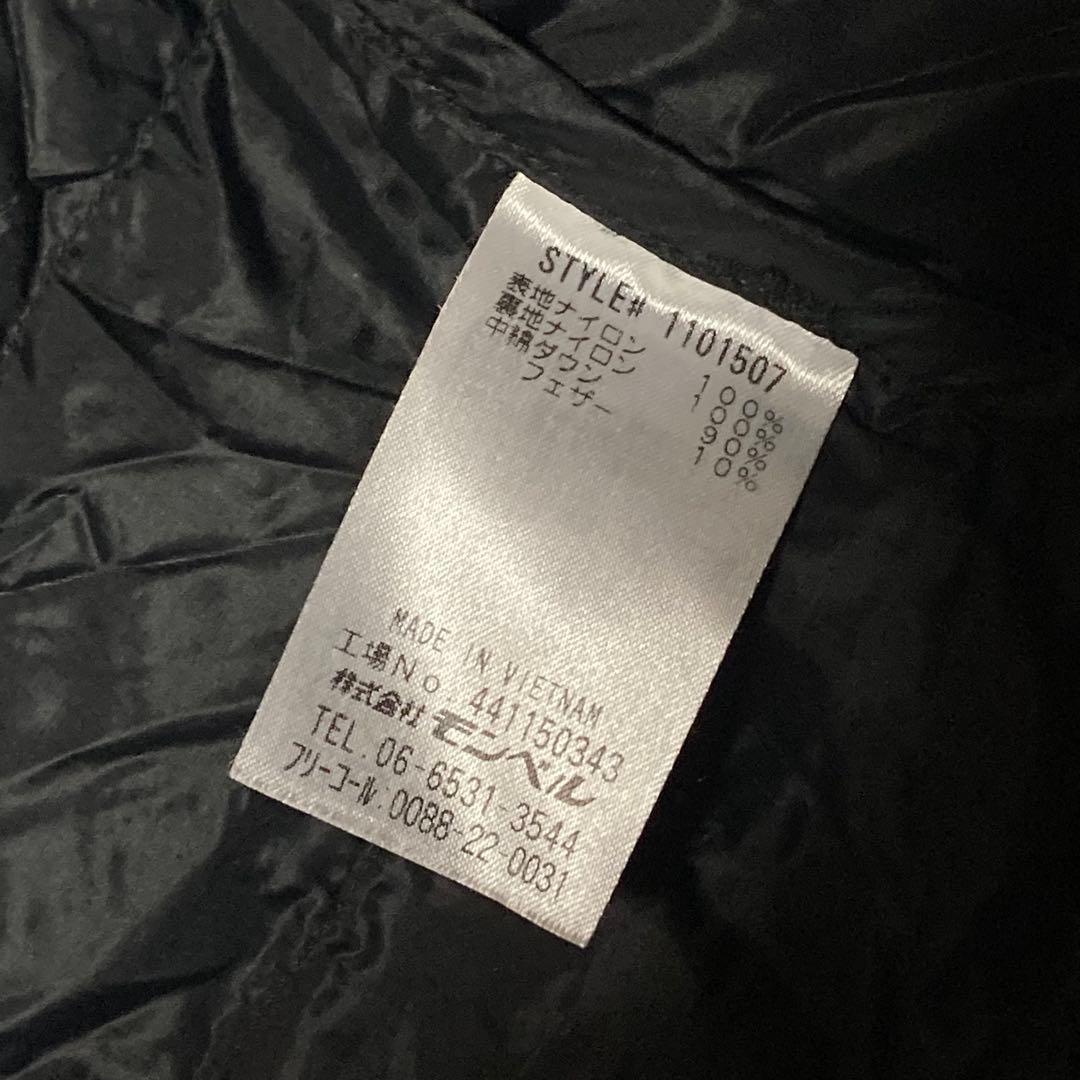 STYLE# 1101507
表地ナイロン 100%
裏地ナイロン 100%
中綿ダウン 90%
フェザー 10%
MADE IN VIETNAM
工場No. 441150343
株式会社モンベル
TEL.06-6531-3544
フリーコール:0088-22-0031